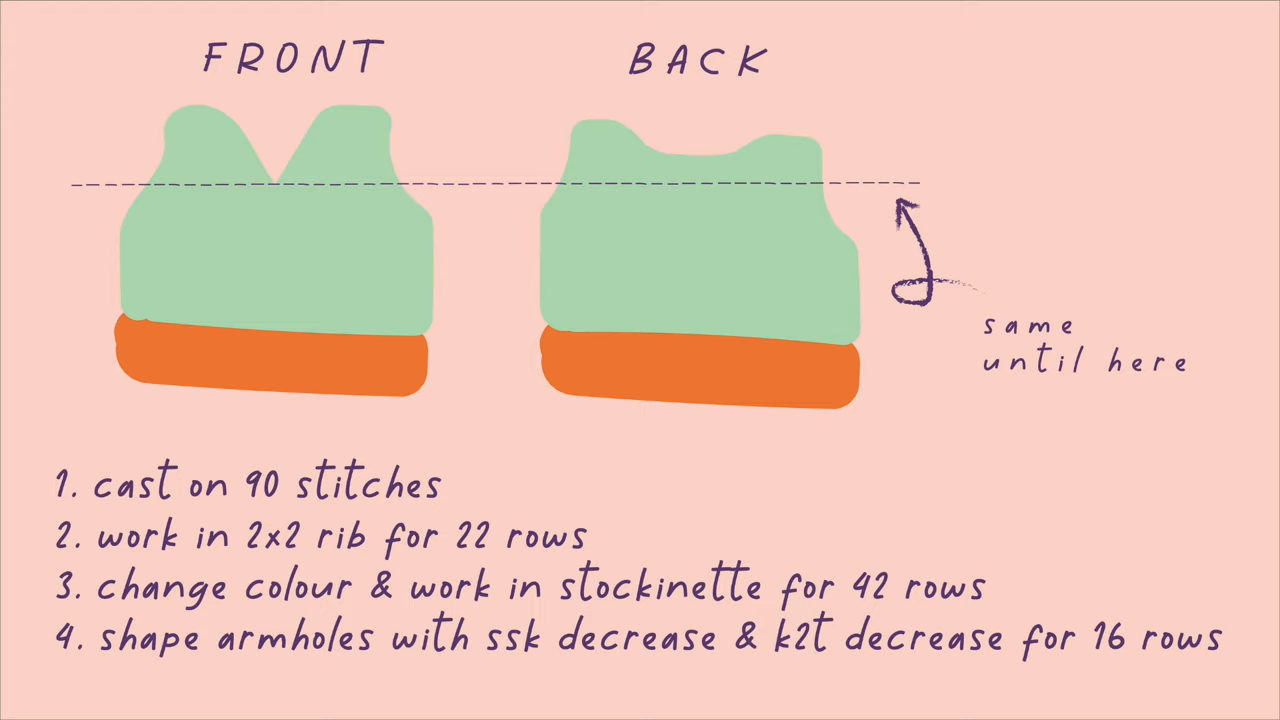 FRONT
BACK
same
until here
1. cast on 90 stitches
2. work in 2x2 rib for 22 rows
3. change colour & work in stockinette for 42 rows
4. shape armholes with ssk decrease & k2t decrease for 16 rows